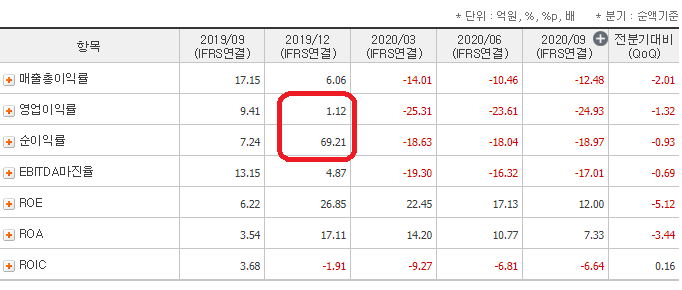 * 단위 : 억원, %, %p, 배 * 분기 : 순액기준
항목 2019/09 (IFRS연결) 2019/12 (IFRS연결) 2020/03 (IFRS연결) 2020/06 (IFRS연결) 2020/09 (IFRS연결) 전분기대비 (QoQ)
매출총이익률 17.15 6.06 -14.01 -10.46 -12.48 -2.01
영업이익률 9.41 1.12 -25.31 -23.61 -24.93 -1.32
순이익률 7.24 69.21 -18.63 -18.04 -18.97 -0.93
EBITDA마진율 13.15 4.87 -19.30 -16.32 -17.01 -0.69
ROE 6.22 26.85 22.45 17.13 12.00 -5.12
ROA 3.54 17.11 14.20 10.77 7.33 -3.44
ROIC 3.68 -1.91 -9.27 -6.81 -6.64 0.16